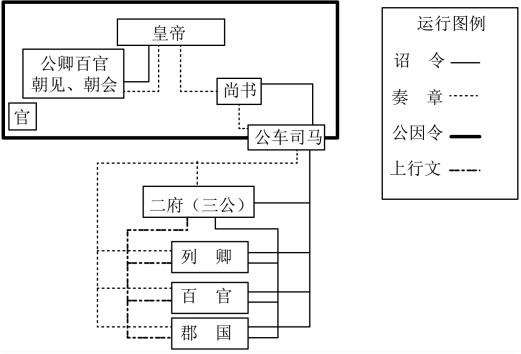 皇帝
公卿百官
朝见、朝会
尚书
官
公车司马
二府（三公）
列 卿
百 官
郡 国
运行图例
诏 令
奏 章
公因令
上行文